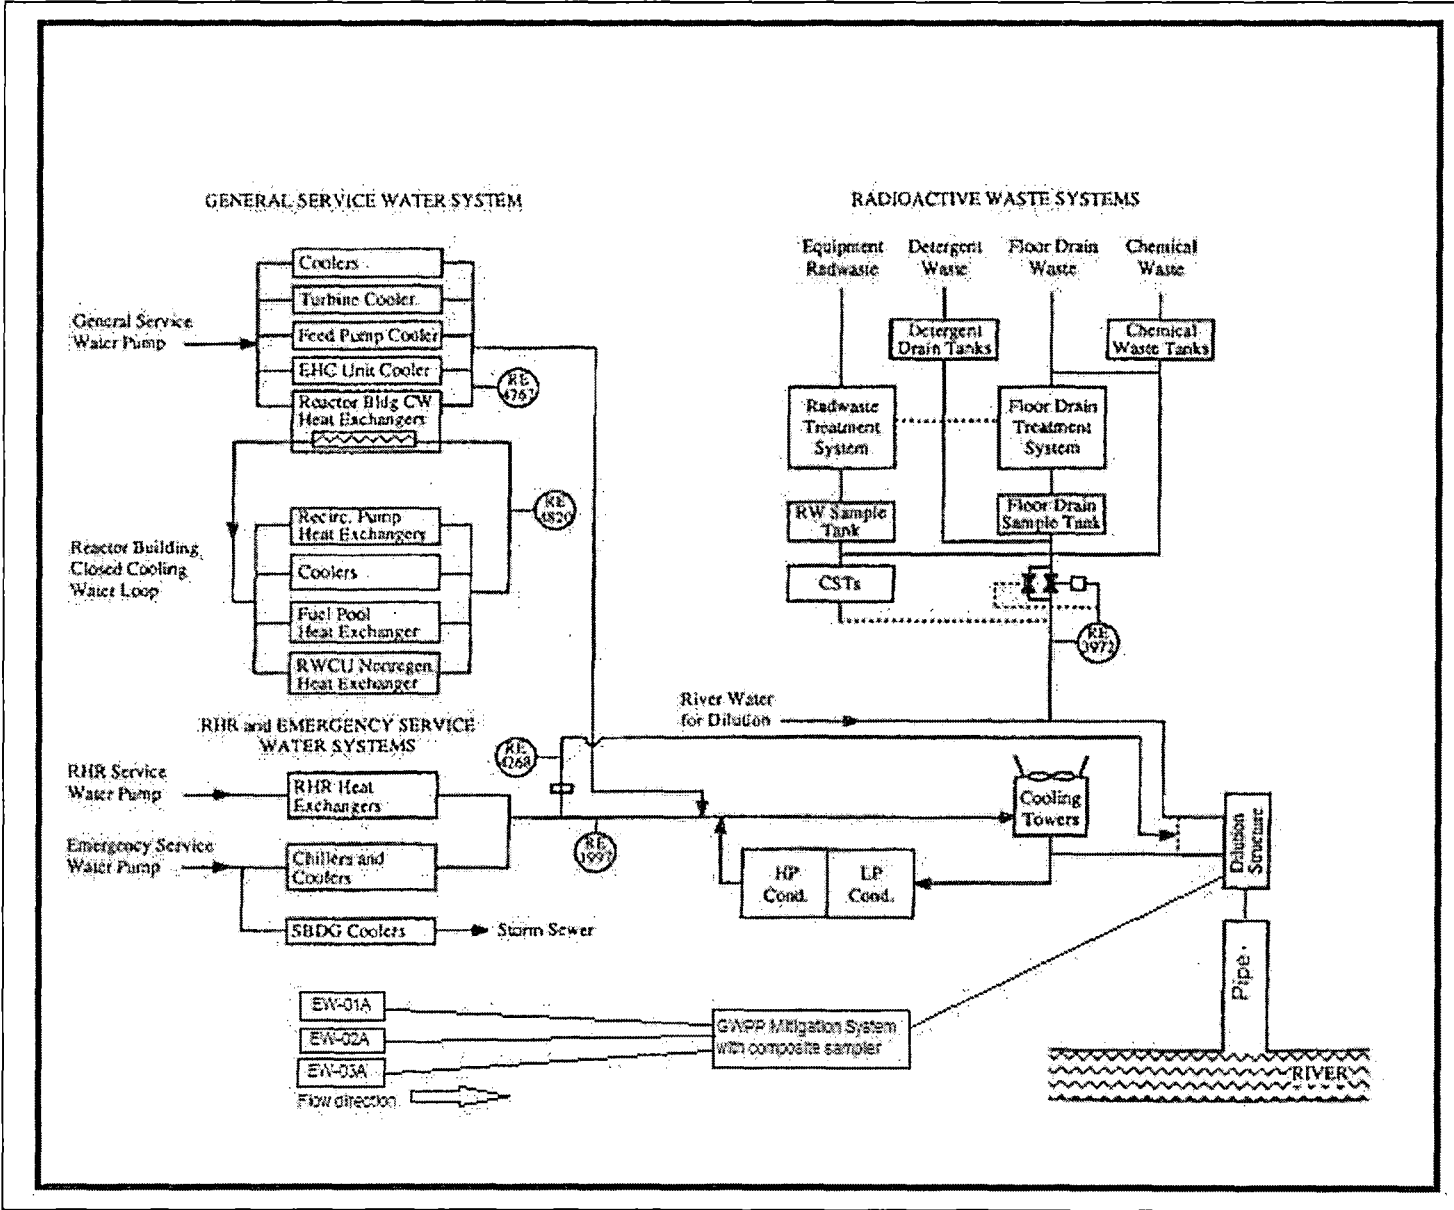 GENERAL SERVICE WATER SYSTEM
Coolers
Turbine Cooler
General Service
Water Pump
Feed Pump Cooler
EHC Unit Cooler
Reactor Bldg CW
Heat Exchangers
RE
4767
RE
4820
Recirc. Pump
Heat Exchangers
Reactor Building
Closed Cooling
Water Loop
Coolers
Fuel Pool
Heat Exchanger
RWCU Nonregen.
Heat Exchanger
RHR and EMERGENCY SERVICE
WATER SYSTEMS
RE
4268
RHR Service
Water Pump
RHR Heat
Exchangers
Emergency Service
Water Pump
Chillers and
Coolers
RE
1997
SBDG Coolers
Storm Sewer
RADIOACTIVE WASTE SYSTEMS
Equipment
Radwaste
Detergent
Waste
Floor Drain
Waste
Chemical
Waste
Detergent
Drain Tanks
Chemical
Waste Tanks
Radwaste
Treatment
System
Floor Drain
Treatment
System
RW Sample
Tank
Floor Drain
Sample Tank
CSTs
RE
3972
River Water
for Dilution
Cooling
Towers
HP
Cond.
LP
Cond.
Dilution
Structure
Pipe
EW-01A
EW-02A
EW-03A
Flow direction
GWPP Mitigation System
with composite sampler
RIVER